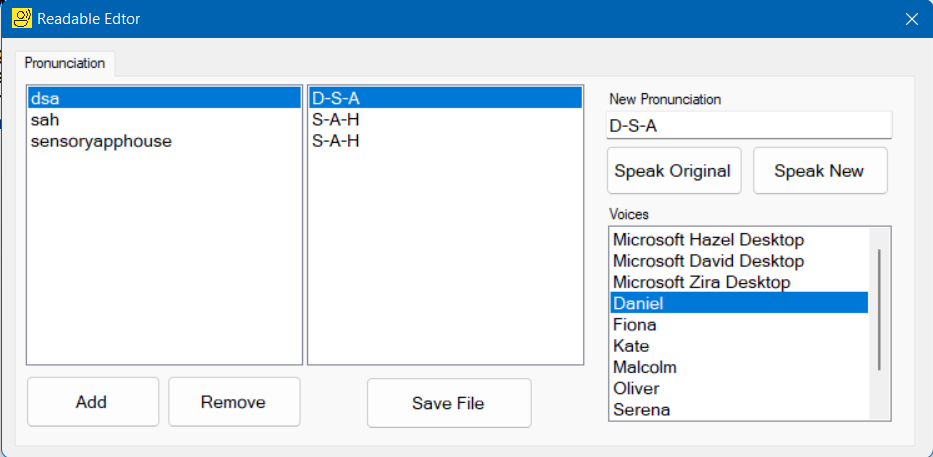 Readable Edtor
Pronunciation
dsa
sah
sensoryapphouse
D-S-A
S-A-H
S-A-H
Add
Remove
Save File
New Pronunciation
D-S-A
Speak Original
Speak New
Voices
Microsoft Hazel Desktop
Microsoft David Desktop
Microsoft Zira Desktop
Daniel
Fiona
Kate
Malcolm
Oliver
Serena